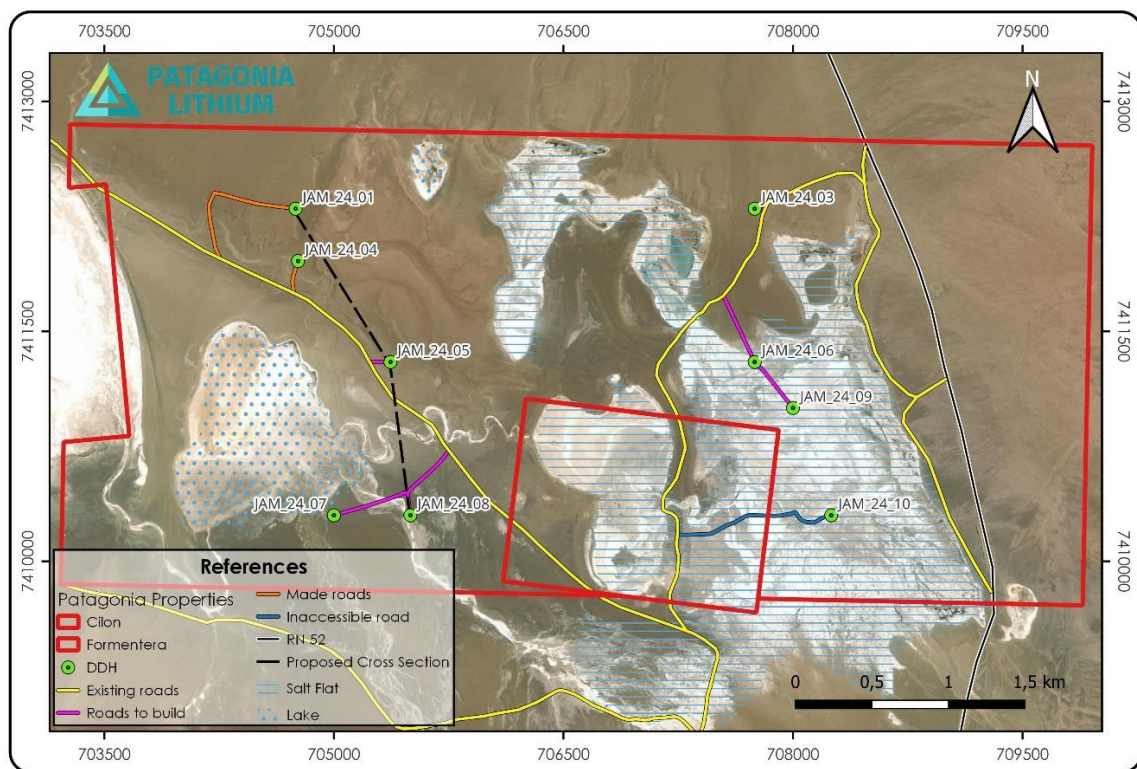 703500 705000 706500 708000 709500
PATAGONIA
LITHIUM
N
7413000 7413000
7411500 7411500
7410000 7410000
JAM_24_01
JAM_24_03
JAM_24_04
JAM_24_05
JAM_24_06
JAM_24_09
JAM_24_07
JAM_24_08
JAM_24_10
References
Patagonia Properties
Cilon
Formentera
DDH
Existing roads
Roads to build
Made roads
Inaccessible road
RN 52
Proposed Cross Section
Salt Flat
Lake
0 0,5 1 1,5 km
703500 705000 706500 708000 709500